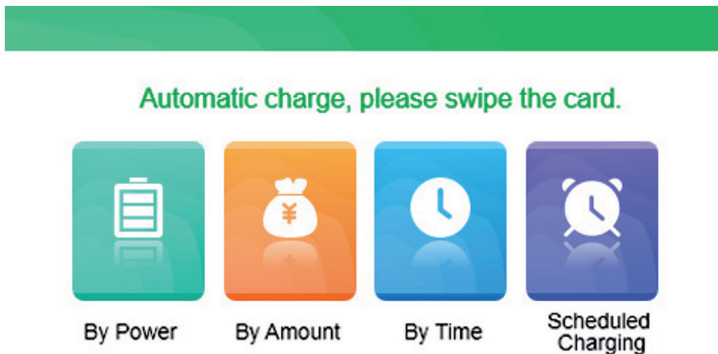 Automatic charge, please swipe the card.
¥
By Power
By Amount
By Time
Scheduled
Charging